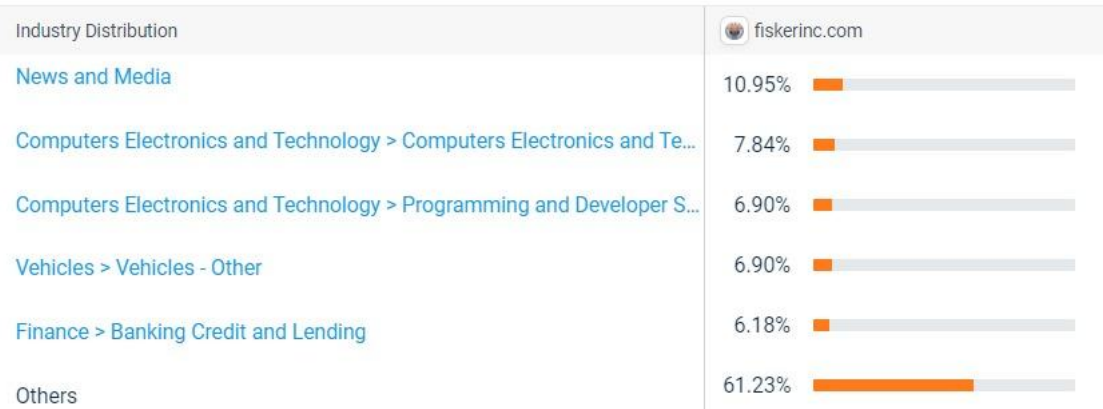 Industry Distribution fiskerinc.com
News and Media 10.95%
Computers Electronics and Technology > Computers Electronics and Te... 7.84%
Computers Electronics and Technology > Programming and Developer S... 6.90%
Vehicles > Vehicles - Other 6.90%
Finance > Banking Credit and Lending 6.18%
Others 61.23%